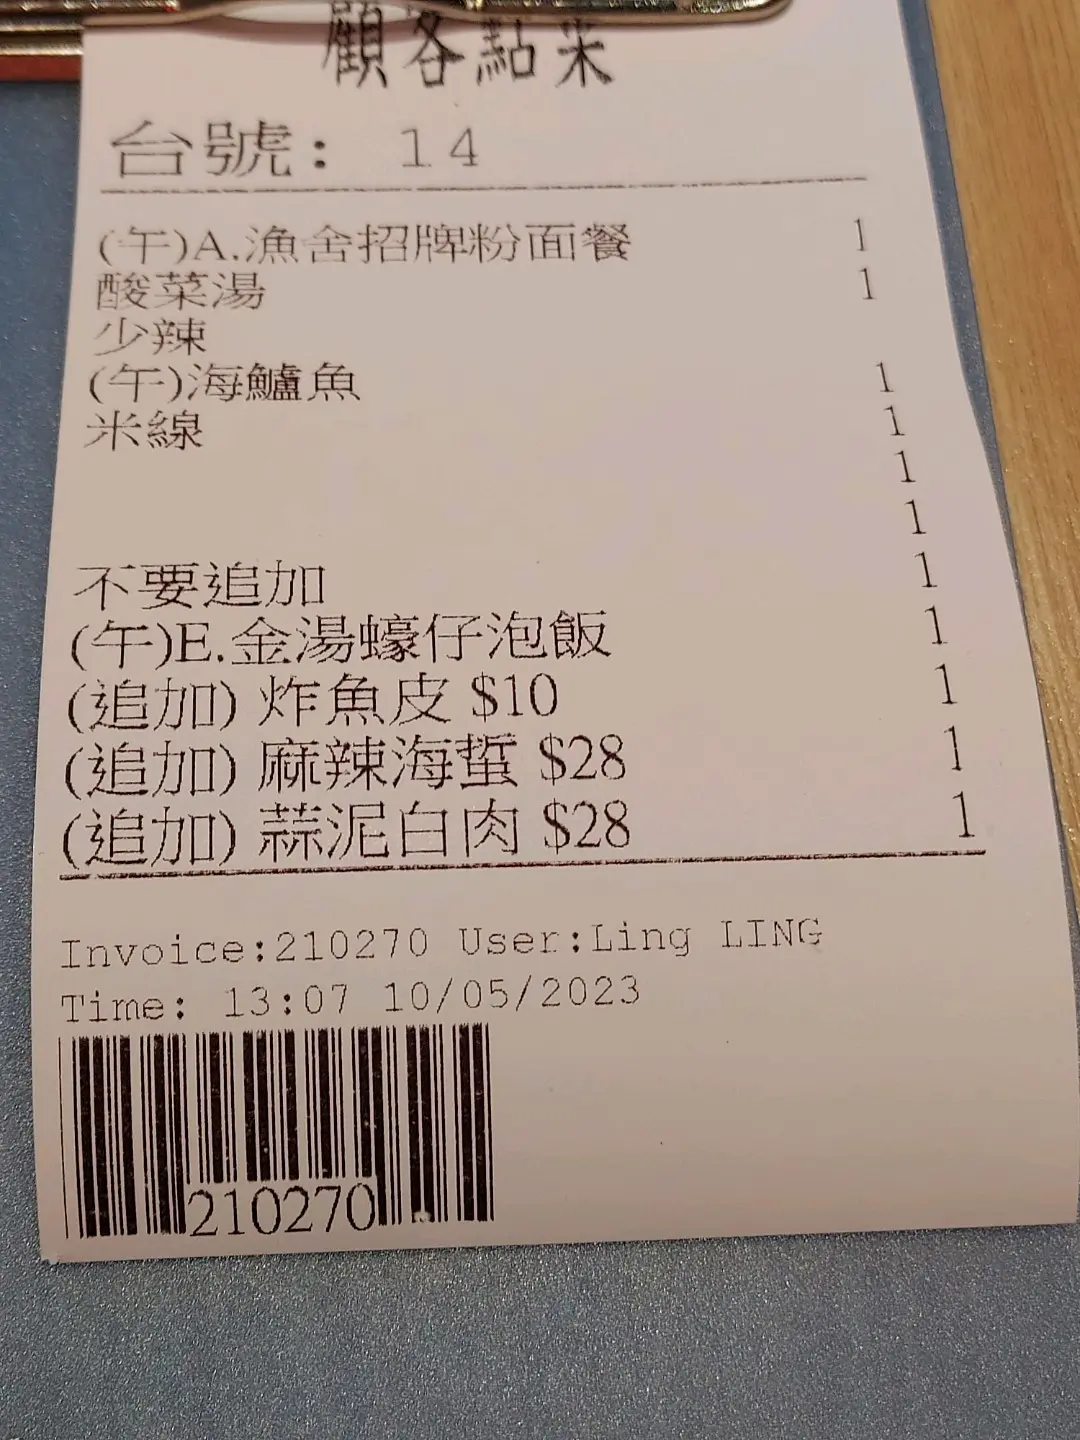 顧客點采
台號: 14
(午)A.漁舍招牌粉面餐 1
酸菜湯 1
少辣
(午)海鱸魚 1
米線 1
1
1
不要追加 1
(午)E.金湯蠔仔泡飯 1
(追加) 炸魚皮 $10 1
(追加) 麻辣海蜇 $28 1
(追加) 蒜泥白肉 $28 1
Invoice:210270 User:Ling LING
Time: 13:07 10/05/2023
210270